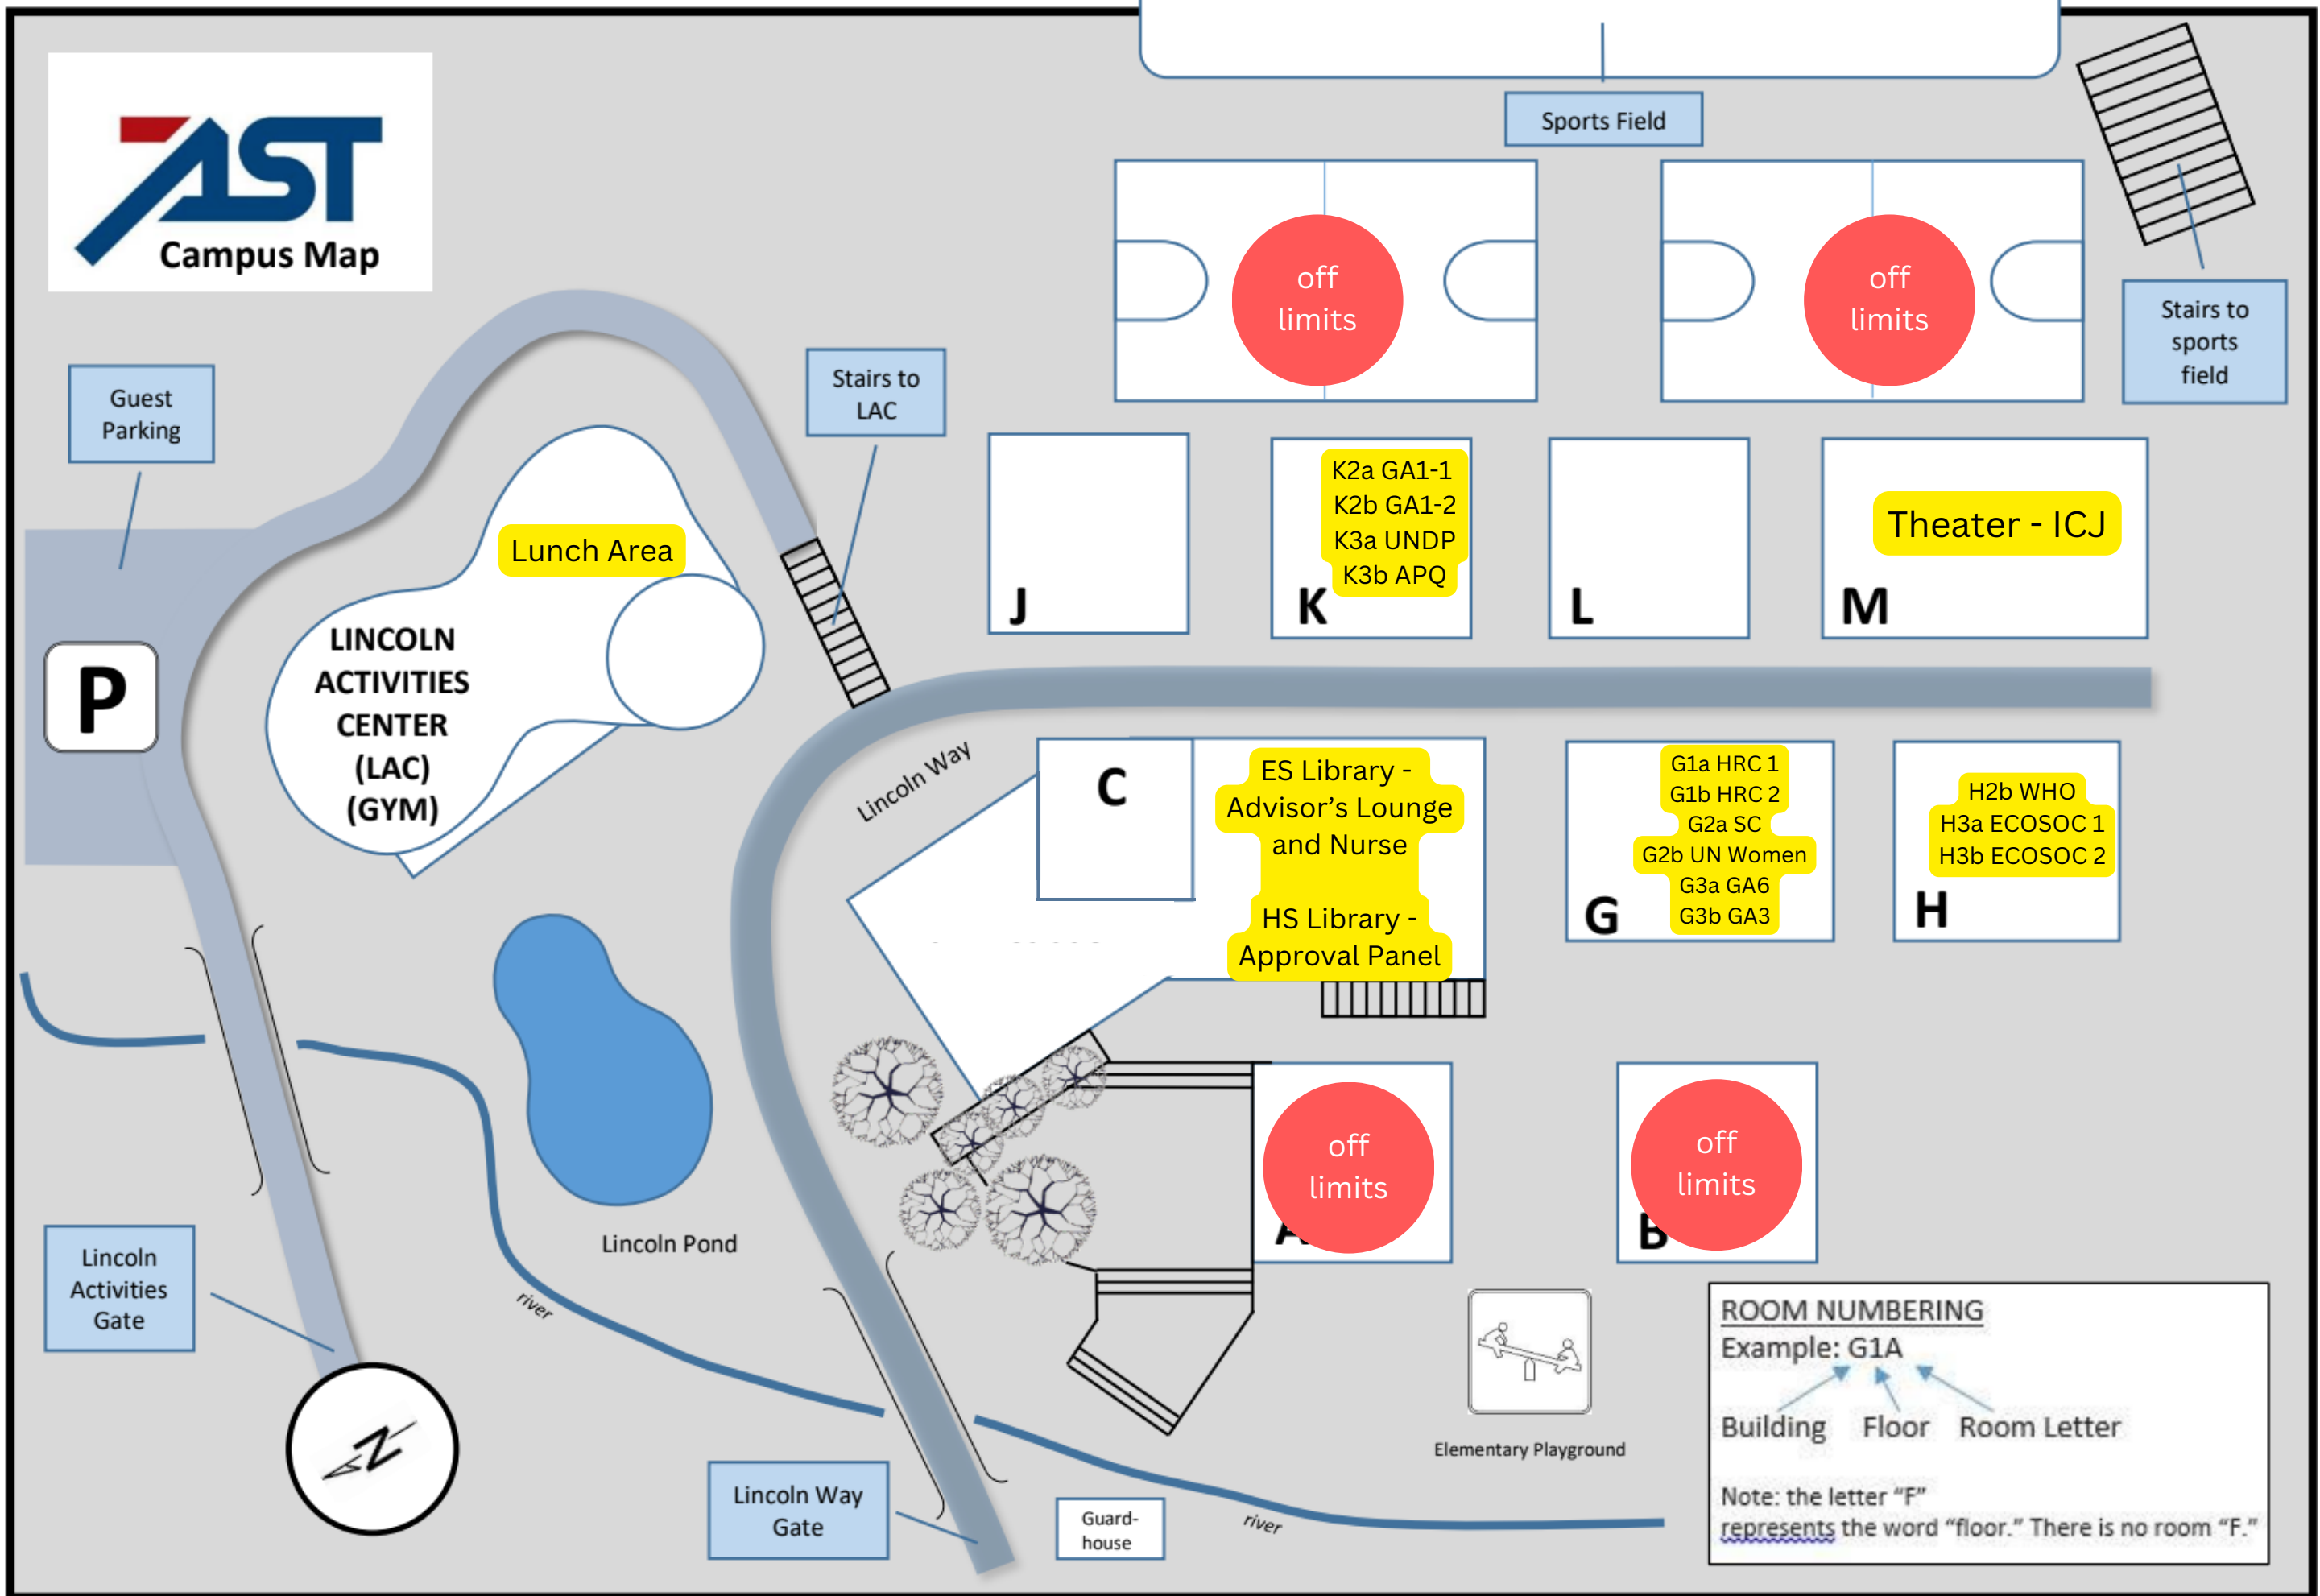 AST
Campus Map
Sports Field
off
limits
off
limits
Stairs to
sports
field
Guest
Parking
Stairs to
LAC
Lunch Area
LINCOLN
ACTIVITIES
CENTER
(LAC)
(GYM)
P
J
K2a GA1-1
K2b GA1-2
K3a UNDP
K3b APQ
K
L
Theater - ICJ
M
Lincoln Way
C
ES Library -
Advisor’s Lounge
and Nurse
HS Library -
Approval Panel
G1a HRC 1
G1b HRC 2
G2a SC
G2b UN Women
G3a GA6
G3b GA3
G
H2b WHO
H3a ECOSOC 1
H3b ECOSOC 2
H
off
limits
A
off
limits
B
Lincoln Pond
river
Lincoln
Activities
Gate
N
Lincoln Way
Gate
Guard-
house
river
Elementary Playground
ROOM NUMBERING
Example: G1A
Building Floor Room Letter
Note: the letter “F”
represents the word “floor.” There is no room “F.”